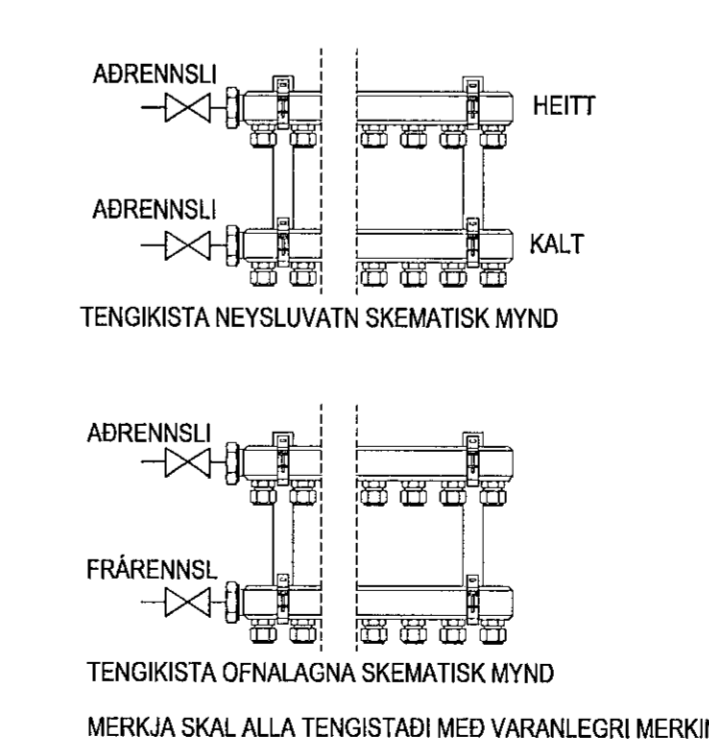 AÐRENNSLI
HEITT
AÐRENNSLI
KALT
TENGIKISTA NEYSLUVATN SKEMATISK MYND
AÐRENNSLI
FRÁRENNSL
TENGIKISTA OFNALAGNA SKEMATISK MYND
MERKJA SKAL ALLA TENGISTAÐI MEÐ VARANLEGRI